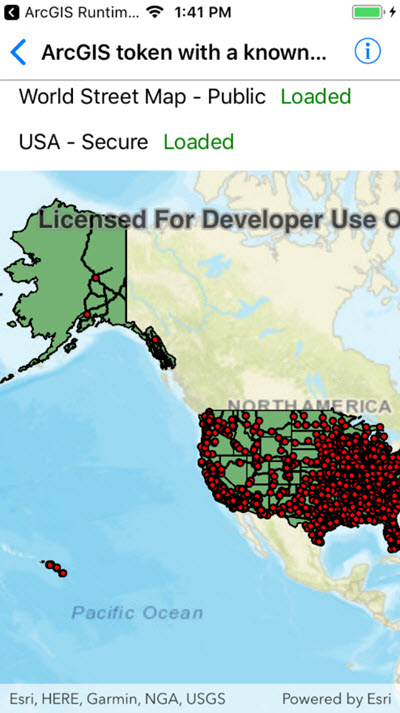 ArcGIS Runtim... 1:41 PM
ArcGIS token with a known...
World Street Map - Public Loaded
USA - Secure Loaded
Licensed For Developer Use O
NORTH AMERICA
Pacific Ocean
Esri, HERE, Garmin, NGA, USGS Powered by Esri